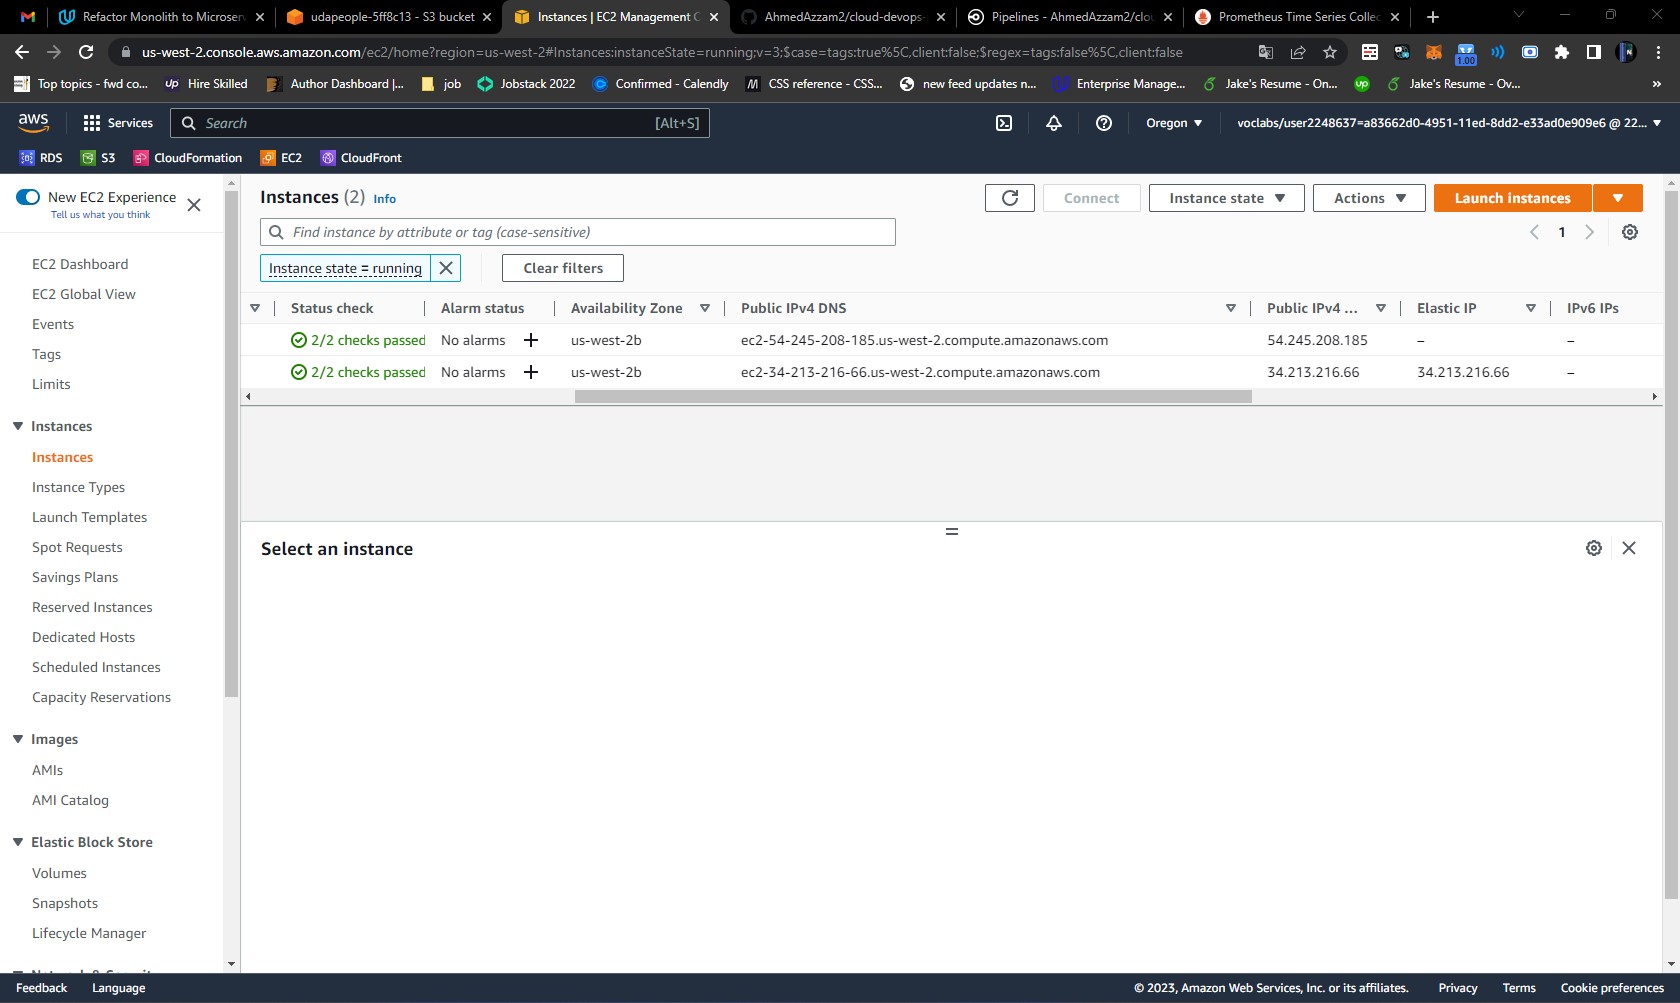 Refactor Monolith to Microser
udapeople-5ff8c13 - S3 bucket
Instances | EC2 Management C
AhmedAzzam2/cloud-devops-
Pipelines - AhmedAzzam2/clou
Prometheus Time Series Collec
us-west-2.console.aws.amazon.com/ec2/home?region=us-west-2#Instances:instanceState=running;v=3;$case=tags:true%5C,client:false;$regex=tags:false%5C,client:false
1.00
Top topics - fwd co...
Up Hire Skilled
Author Dashboard |...
job
Jobstack 2022
Confirmed - Calendly
CSS reference - CSS...
new feed updates n...
Enterprise Manage...
Jake's Resume - On...
up
Jake's Resume - Ov...
»
aws
Services
Search [Alt+S]
Oregon
voclabs/user2248637=a83662d0-4951-11ed-8dd2-e33ad0e909e6 @ 22...
RDS
S3
CloudFormation
EC2
CloudFront
New EC2 Experience
Tell us what you think
EC2 Dashboard
EC2 Global View
Events
Tags
Limits
Instances
Instances
Instance Types
Launch Templates
Spot Requests
Savings Plans
Reserved Instances
Dedicated Hosts
Scheduled Instances
Capacity Reservations
Images
AMIs
AMI Catalog
Elastic Block Store
Volumes
Snapshots
Lifecycle Manager
Instances (2) Info
Connect
Instance state
Actions
Launch instances
Find instance by attribute or tag (case-sensitive)
1
Instance state = running
Clear filters
Status check Alarm status Availability Zone Public IPv4 DNS Public IPv4 ... Elastic IP IPv6 IPs
2/2 checks passed No alarms + us-west-2b ec2-54-245-208-185.us-west-2.compute.amazonaws.com 54.245.208.185 – –
2/2 checks passed No alarms + us-west-2b ec2-34-213-216-66.us-west-2.compute.amazonaws.com 34.213.216.66 34.213.216.66 –
Select an instance
Feedback
Language
© 2023, Amazon Web Services, Inc. or its affiliates.
Privacy
Terms
Cookie preferences